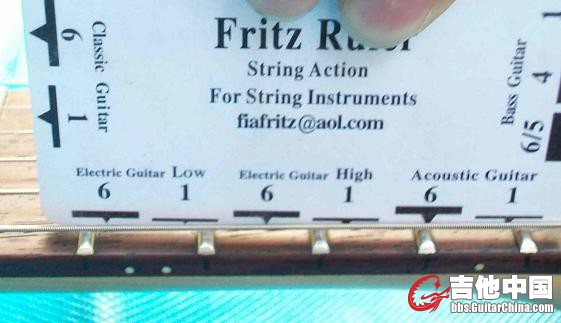 Fritz
String Action
For String Instruments
fiafritz@aol.com
Classic Guitar
6
1
Bass Guitar
4
6/5
Electric Guitar Low
6 1
Electric Guitar High
6 1
Acoustic Guitar
6 1
吉他中国
bbs.GuitarChina.com